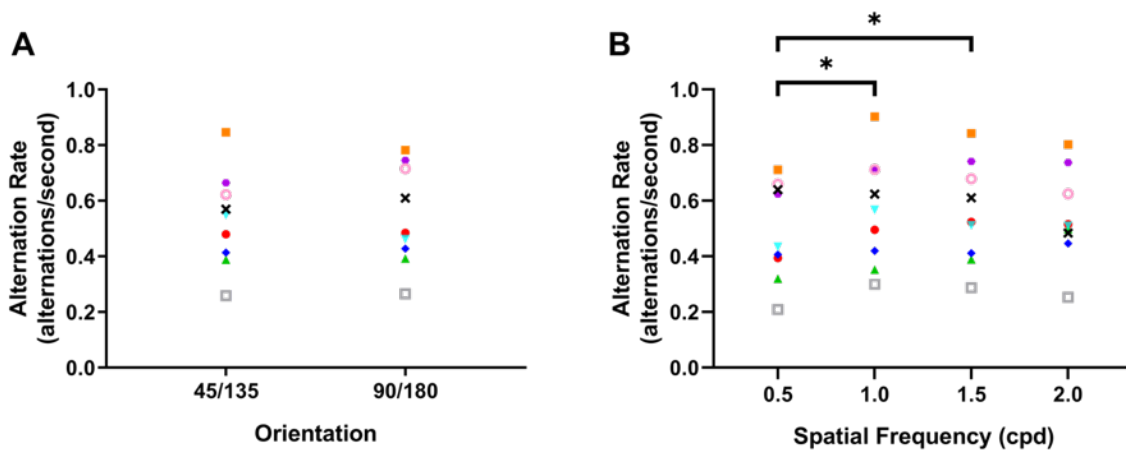 A
Alternation Rate
(alternations/second)
1.0
0.8
0.6
0.4
0.2
0.0
45/135
90/180
Orientation
B
*
*
Alternation Rate
(alternations/second)
1.0
0.8
0.6
0.4
0.2
0.0
0.5
1.0
1.5
2.0
Spatial Frequency (cpd)